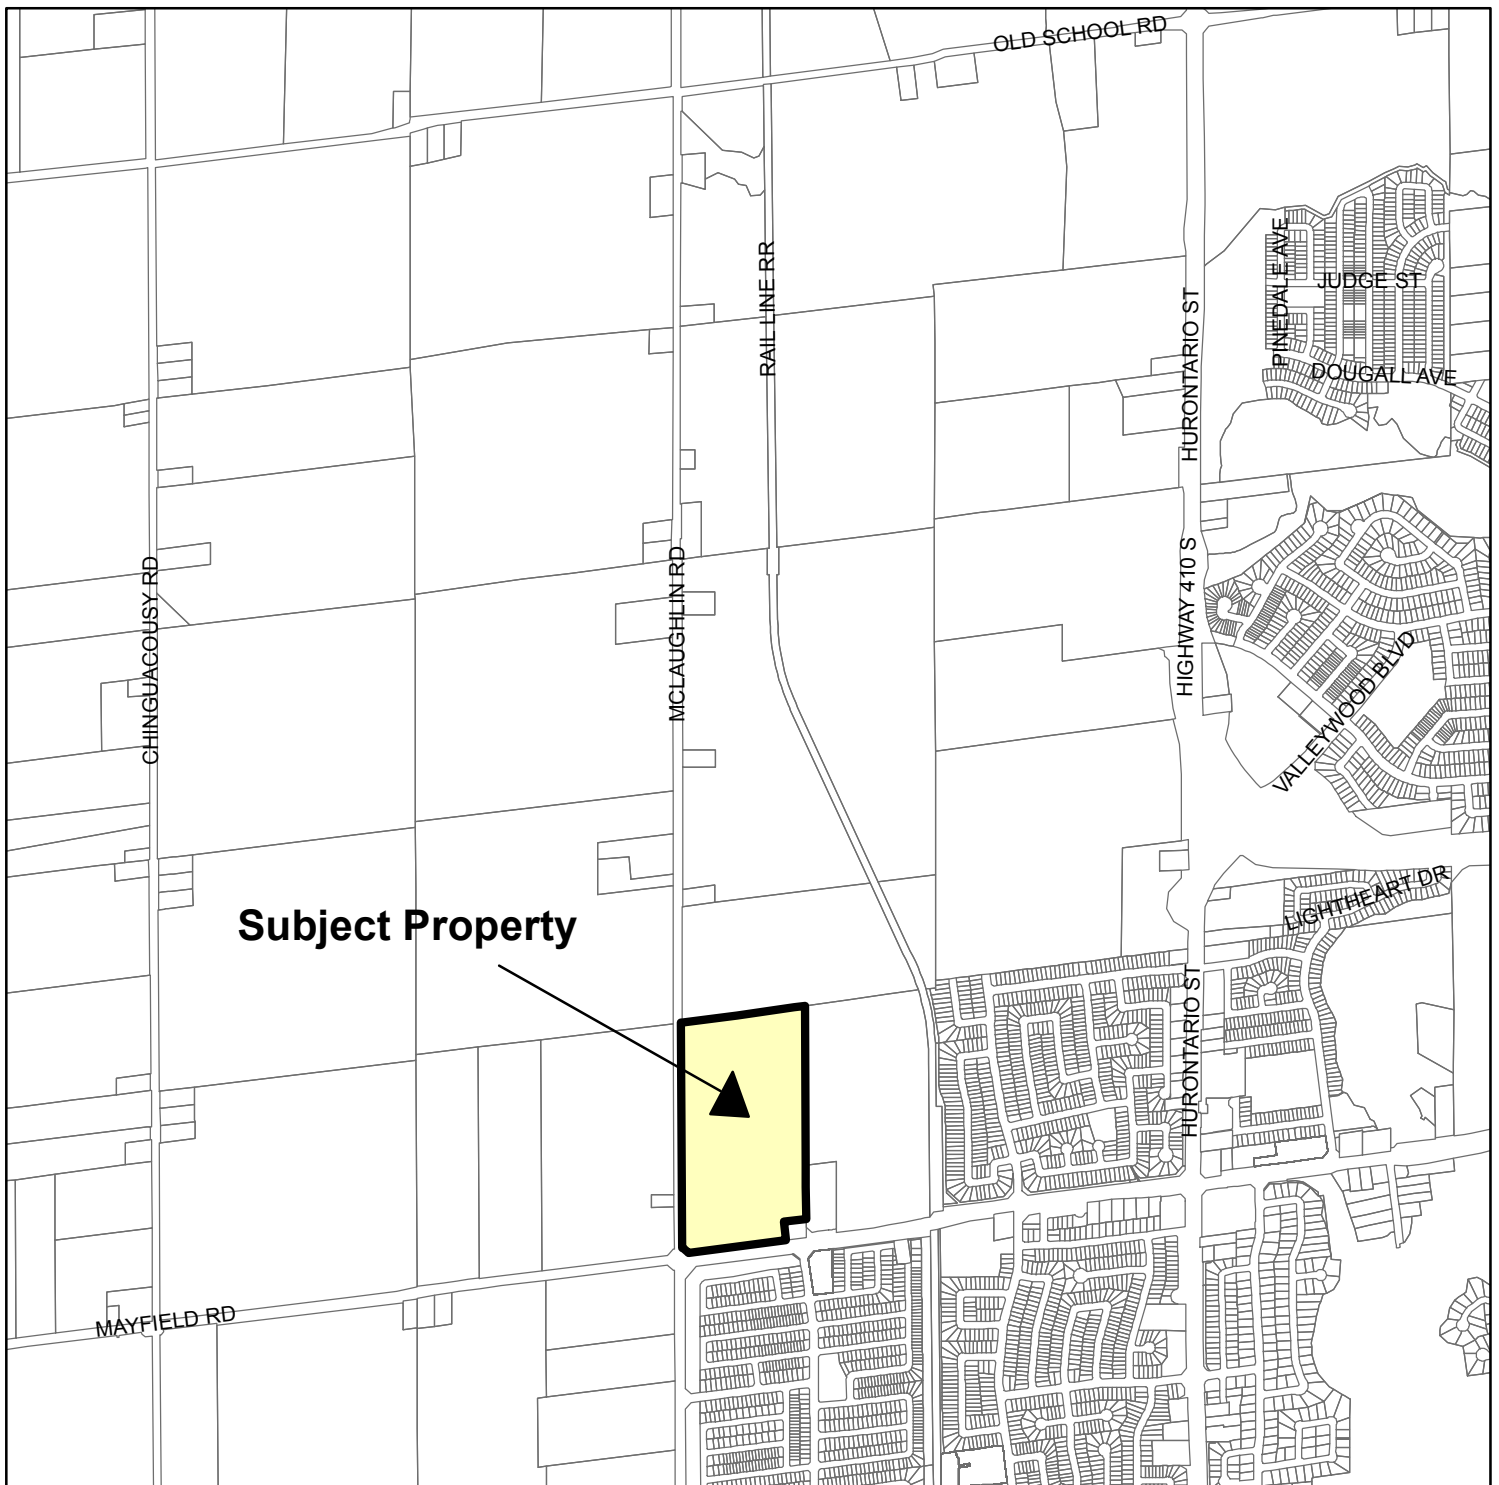 OLD SCHOOL RD
RAIL LINE RR
PINEDALE AVE
JUDGE ST
HURONTARIO ST
DOUGALL AVE
CHINGUACOUSY RD
MCLAUGHLIN RD
HIGHWAY 410 S
VALLEYWOOD BLVD
LIGHTHEART DR
Subject Property
HURONTARIO ST
MAYFIELD RD